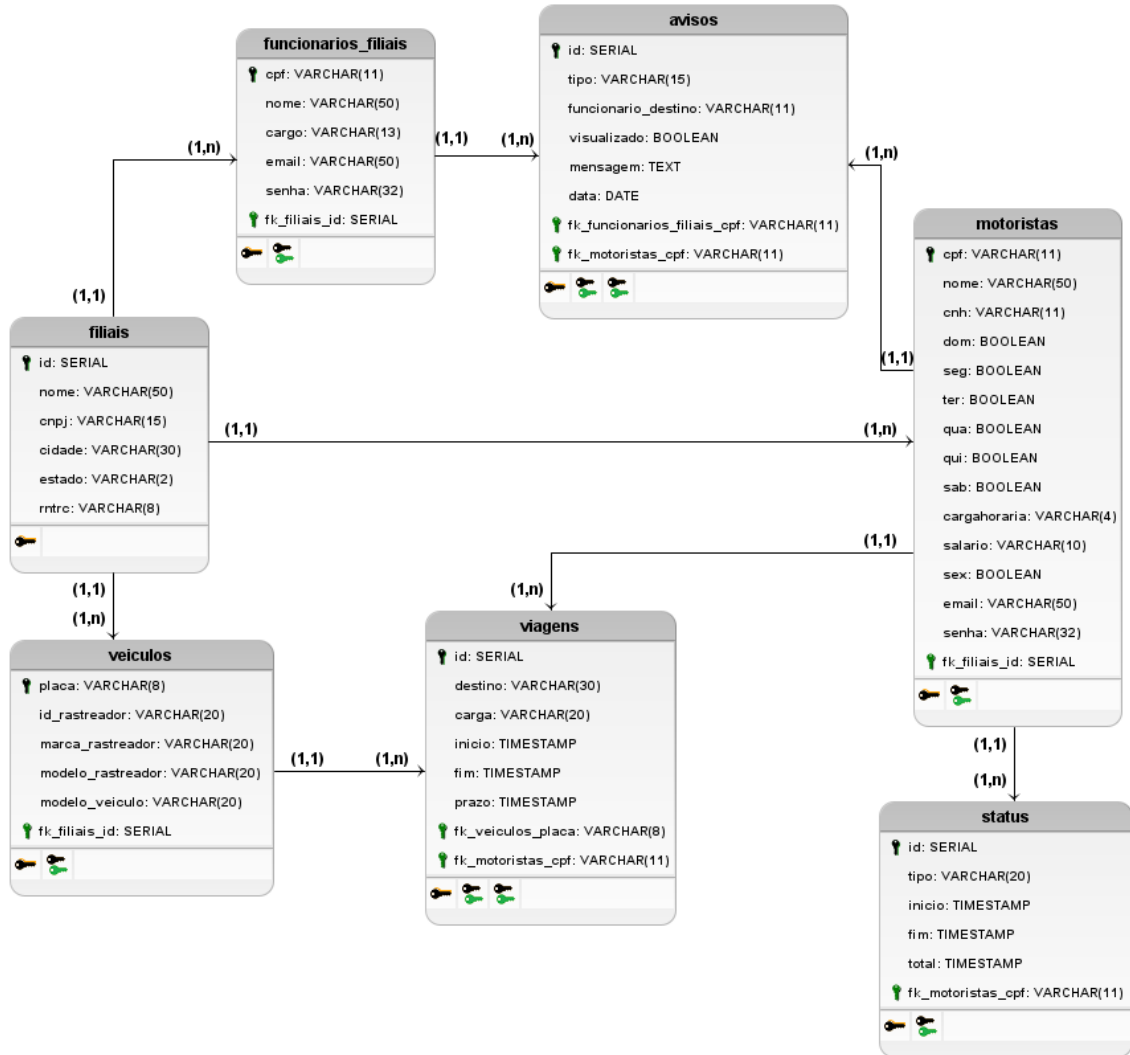 funcionarios_filiais
cpf: VARCHAR(11)
nome: VARCHAR(50)
cargo: VARCHAR(13)
email: VARCHAR(50)
senha: VARCHAR(32)
fk_filiais_id: SERIAL
avisos
id: SERIAL
tipo: VARCHAR(15)
funcionario_destino: VARCHAR(11)
visualizado: BOOLEAN
mensagem: TEXT
data: DATE
fk_funcionarios_filiais_cpf: VARCHAR(11)
fk_motoristas_cpf: VARCHAR(11)
(1,n)
(1,1)
(1,n)
(1,n)
(1,1)
(1,1)
filiais
id: SERIAL
nome: VARCHAR(50)
cnpj: VARCHAR(15)
cidade: VARCHAR(30)
estado: VARCHAR(2)
rntrc: VARCHAR(8)
(1,1)
(1,n)
motoristas
cpf: VARCHAR(11)
nome: VARCHAR(50)
cnh: VARCHAR(11)
dom: BOOLEAN
seg: BOOLEAN
ter: BOOLEAN
qua: BOOLEAN
qui: BOOLEAN
sab: BOOLEAN
cargahoraria: VARCHAR(4)
salario: VARCHAR(10)
sex: BOOLEAN
email: VARCHAR(50)
senha: VARCHAR(32)
fk_filiais_id: SERIAL
(1,1)
(1,n)
(1,1)
(1,n)
veiculos
placa: VARCHAR(8)
id_rastreador: VARCHAR(20)
marca_rastreador: VARCHAR(20)
modelo_rastreador: VARCHAR(20)
modelo_veiculo: VARCHAR(20)
fk_filiais_id: SERIAL
(1,1)
(1,n)
viagens
id: SERIAL
destino: VARCHAR(30)
carga: VARCHAR(20)
inicio: TIMESTAMP
fim: TIMESTAMP
prazo: TIMESTAMP
fk_veiculos_placa: VARCHAR(8)
fk_motoristas_cpf: VARCHAR(11)
(1,1)
(1,n)
status
id: SERIAL
tipo: VARCHAR(20)
inicio: TIMESTAMP
fim: TIMESTAMP
total: TIMESTAMP
fk_motoristas_cpf: VARCHAR(11)